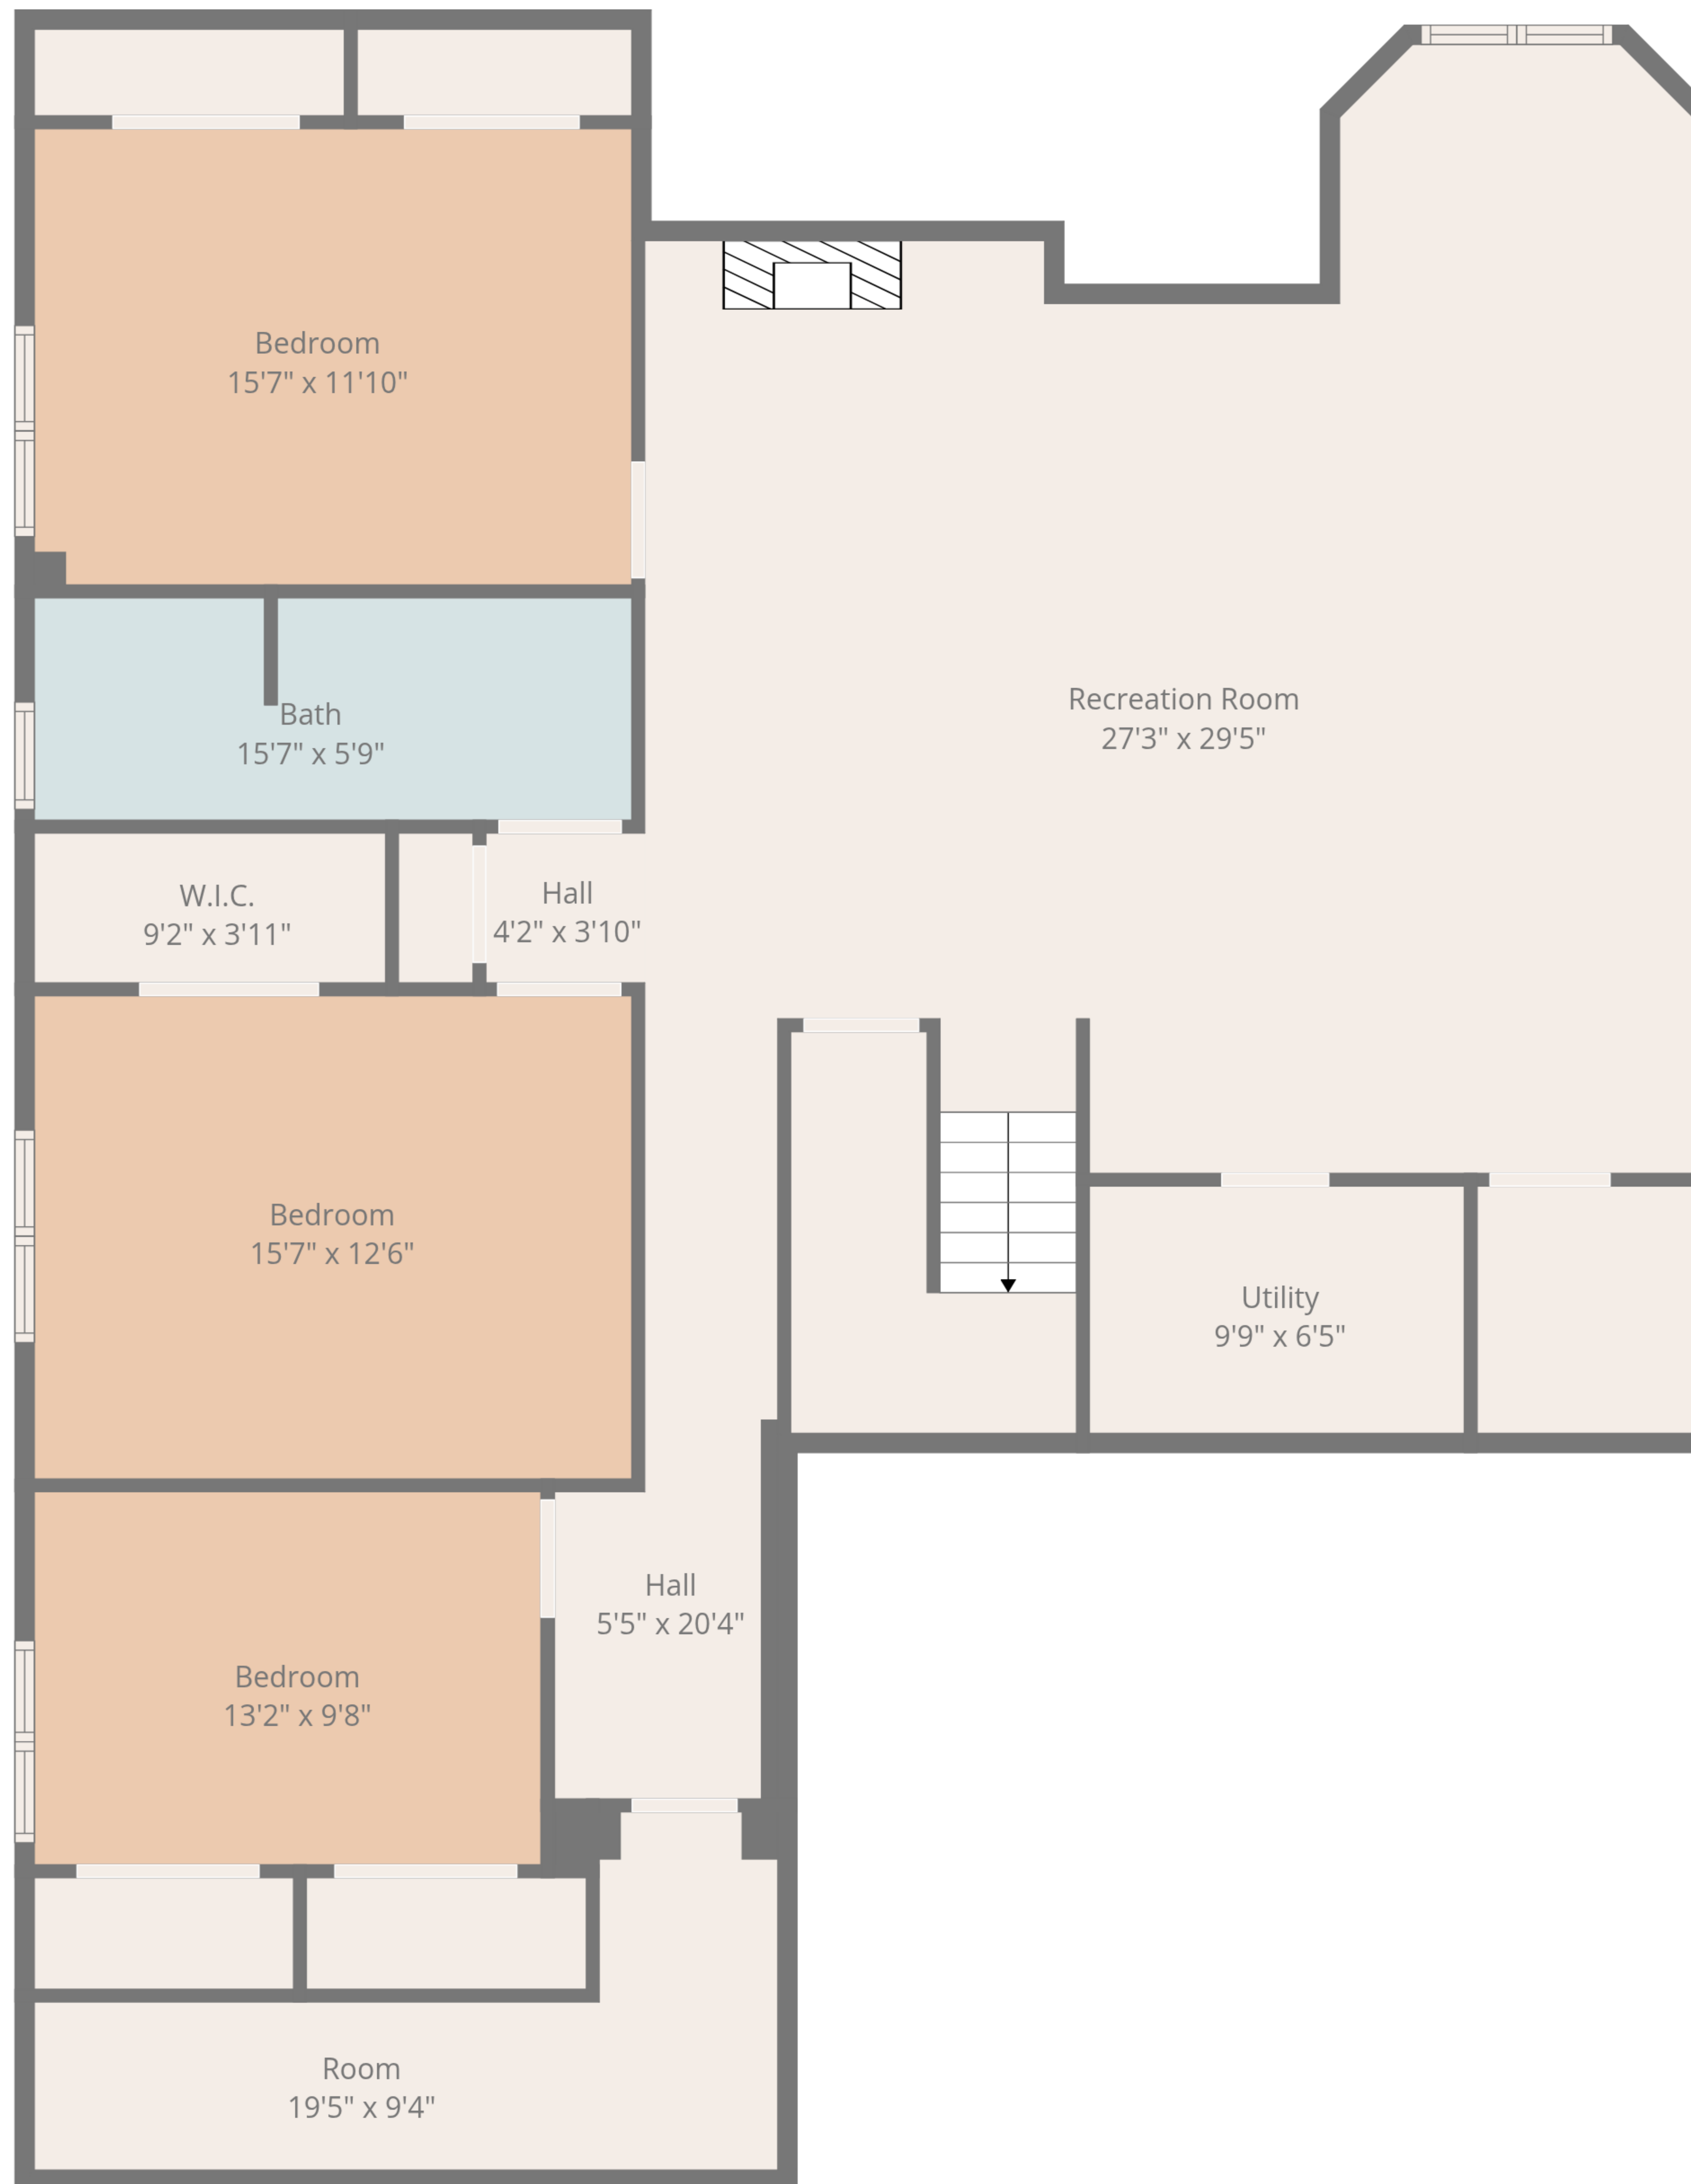 Bedroom
15'7" x 11'10"
Recreation Room
27'3" x 29'5"
Bath
15'7" x 5'9"
W.I.C.
9'2" x 3'11"
Hall
4'2" x 3'10"
Bedroom
15'7" x 12'6"
Utility
9'9" x 6'5"
Hall
5'5" x 20'4"
Bedroom
13'2" x 9'8"
Room
19'5" x 9'4"